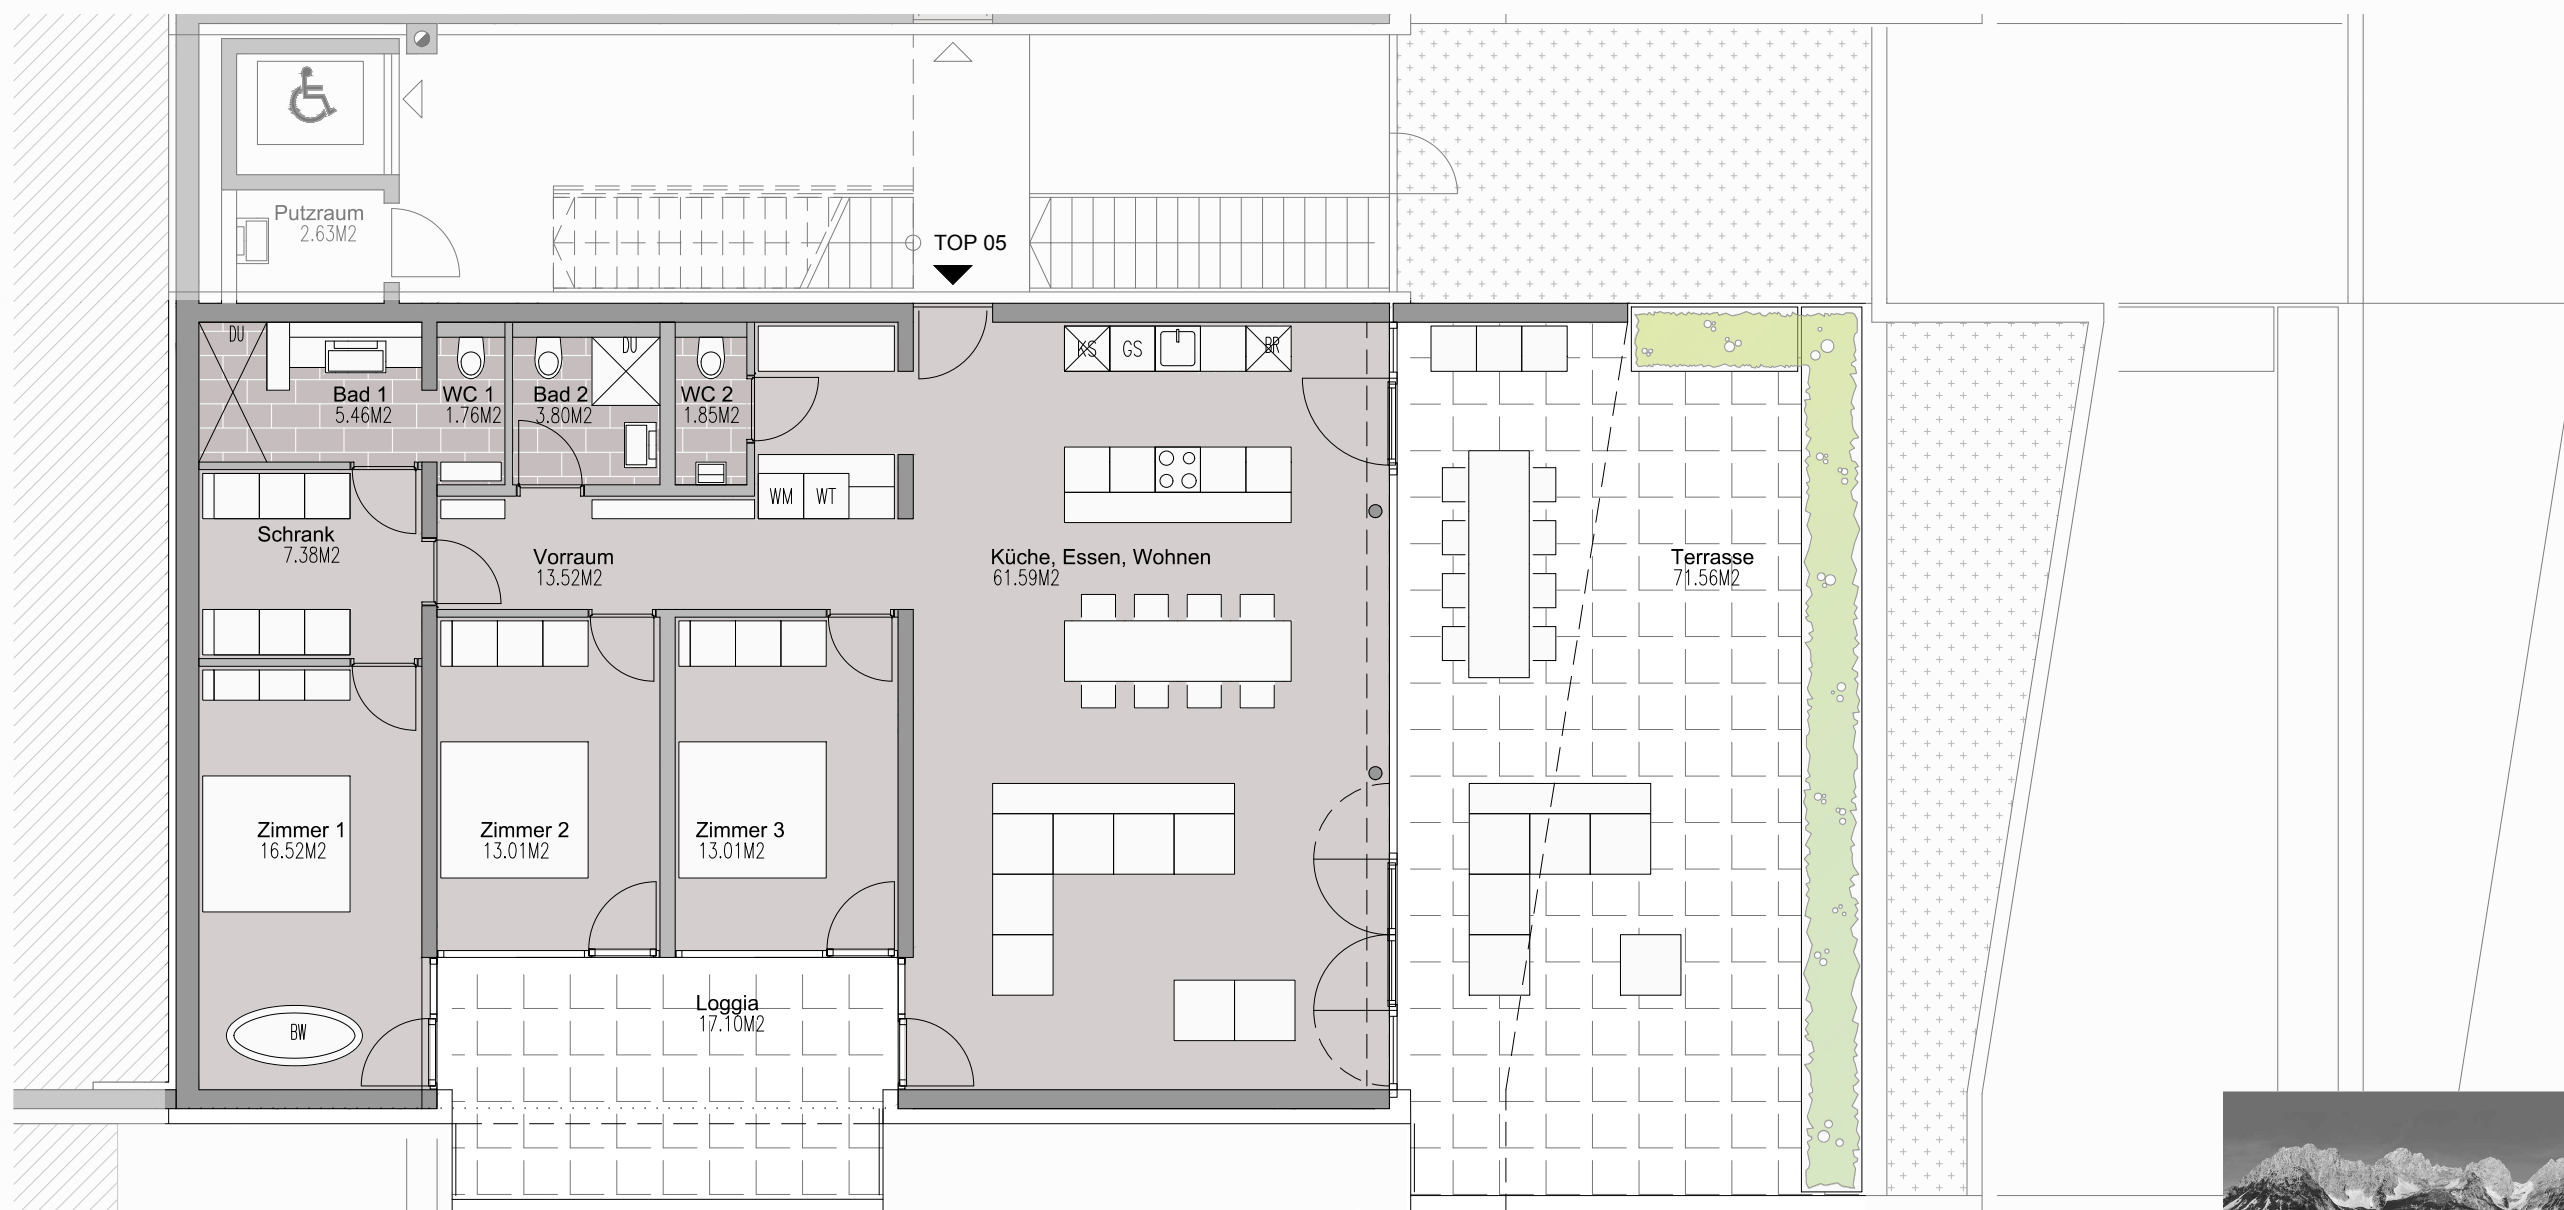 Putzraum
2.63M2
TOP 05
DU
Bad 1
5.46M2
WC 1
1.76M2
Bad 2
3.80M2
DU
WC 2
1.85M2
KS
GS
BR
WM
WT
Schrank
7.38M2
Vorraum
13.52M2
Küche, Essen, Wohnen
61.59M2
Terrasse
71.56M2
Zimmer 1
16.52M2
Zimmer 2
13.01M2
Zimmer 3
13.01M2
Loggia
17.10M2
BW